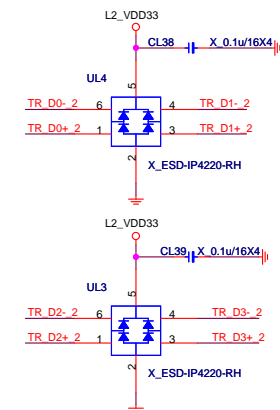 L2_VDD33
CL38 X_0.1u/16X4
UL4
5
TR_D0-_2 6 4 TR_D1-_2
TR_D0+_2 1 3 TR_D1+_2
2
X_ESD-IP4220-RH
L2_VDD33
CL39 X_0.1u/16X4
UL3
5
TR_D2-_2 6 4 TR_D3-_2
TR_D2+_2 1 3 TR_D3+_2
2
X_ESD-IP4220-RH